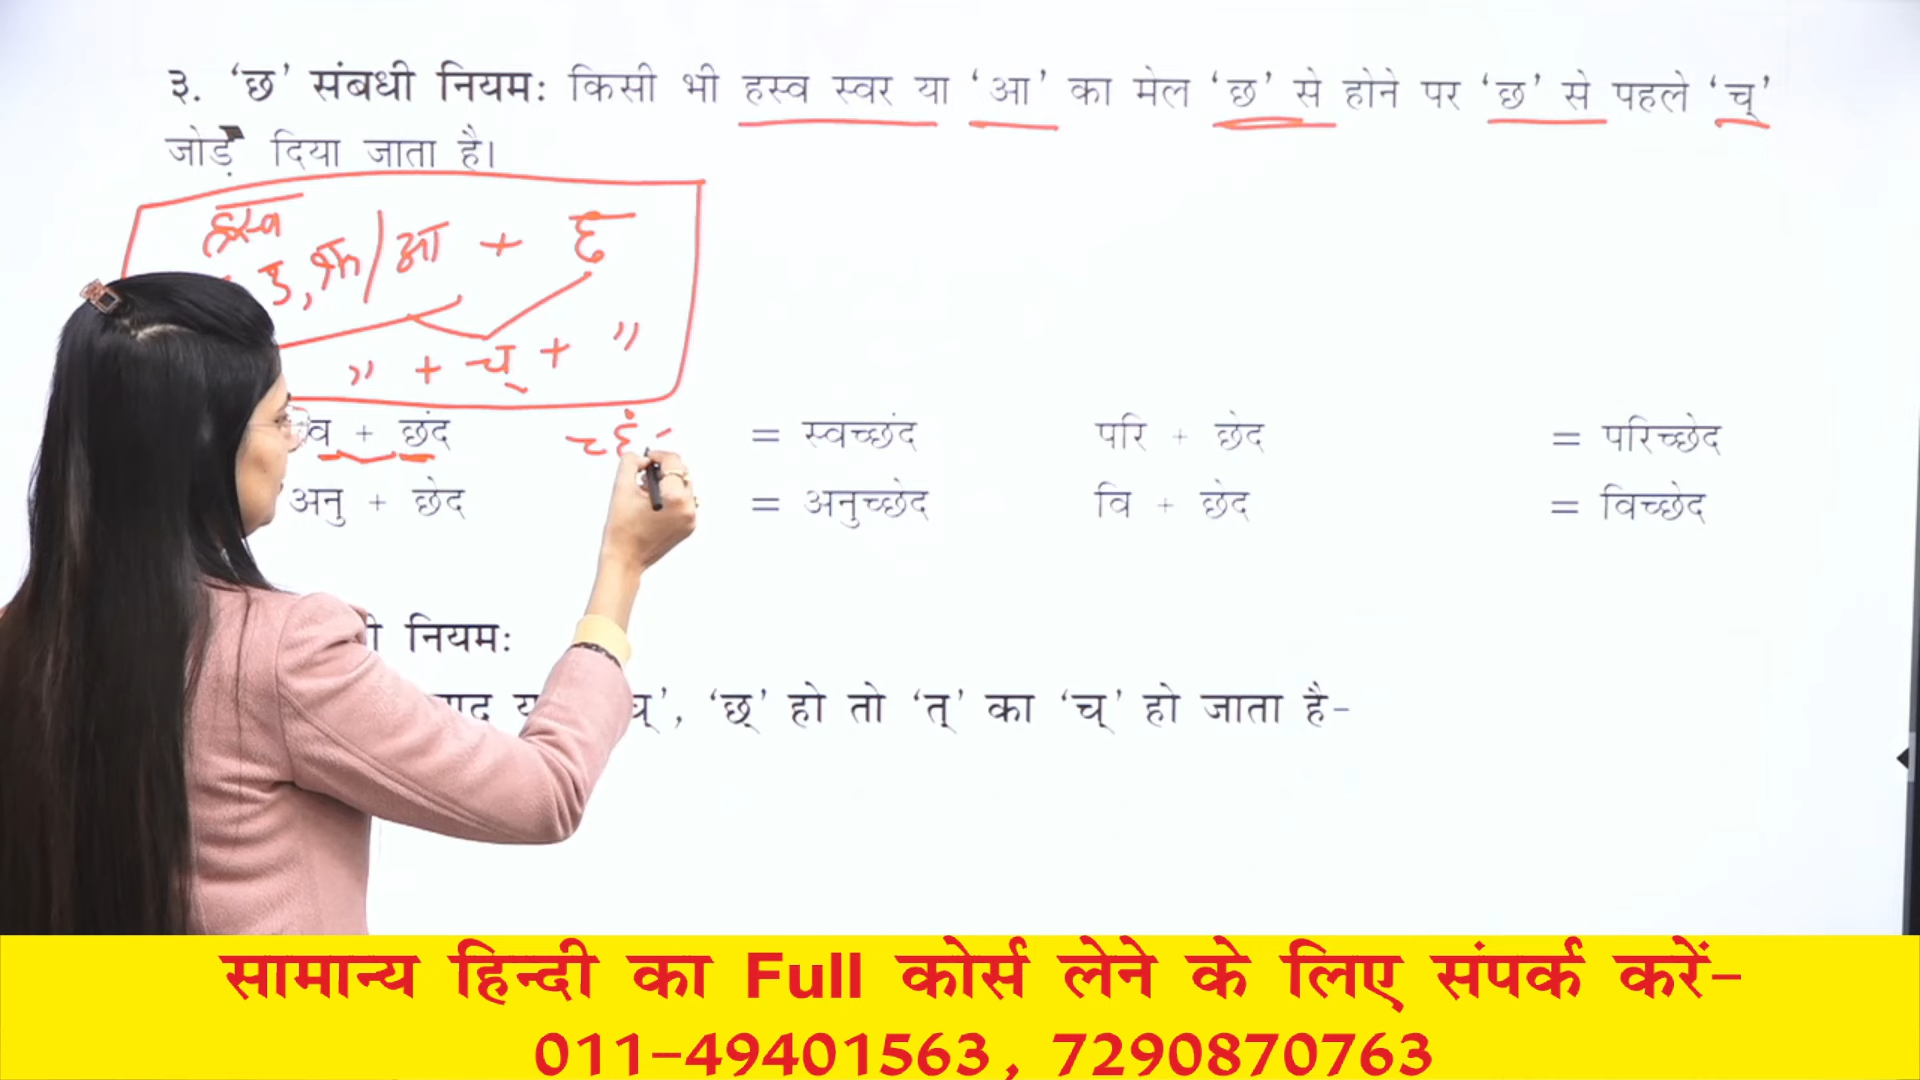 ३. ‘छ’ संबधी नियमः किसी भी हस्व स्वर या ‘आ’ का मेल ‘छ’ से होने पर ‘छ’ से पहले ‘च्’
जोड़ दिया जाता है।
ह्रस्व
उ, ऋ/आ + छ
" + च् + "
व + छंद च्छं = स्वच्छंद परि + छेद = परिच्छेद
अनु + छेद = अनुच्छेद वि + छेद = विच्छेद
नियमः
‘छ्’ हो तो ‘त्’ का ‘च्’ हो जाता है-
सामान्य हिन्दी का Full कोर्स लेने के लिए संपर्क करें-
011-49401563, 7290870763